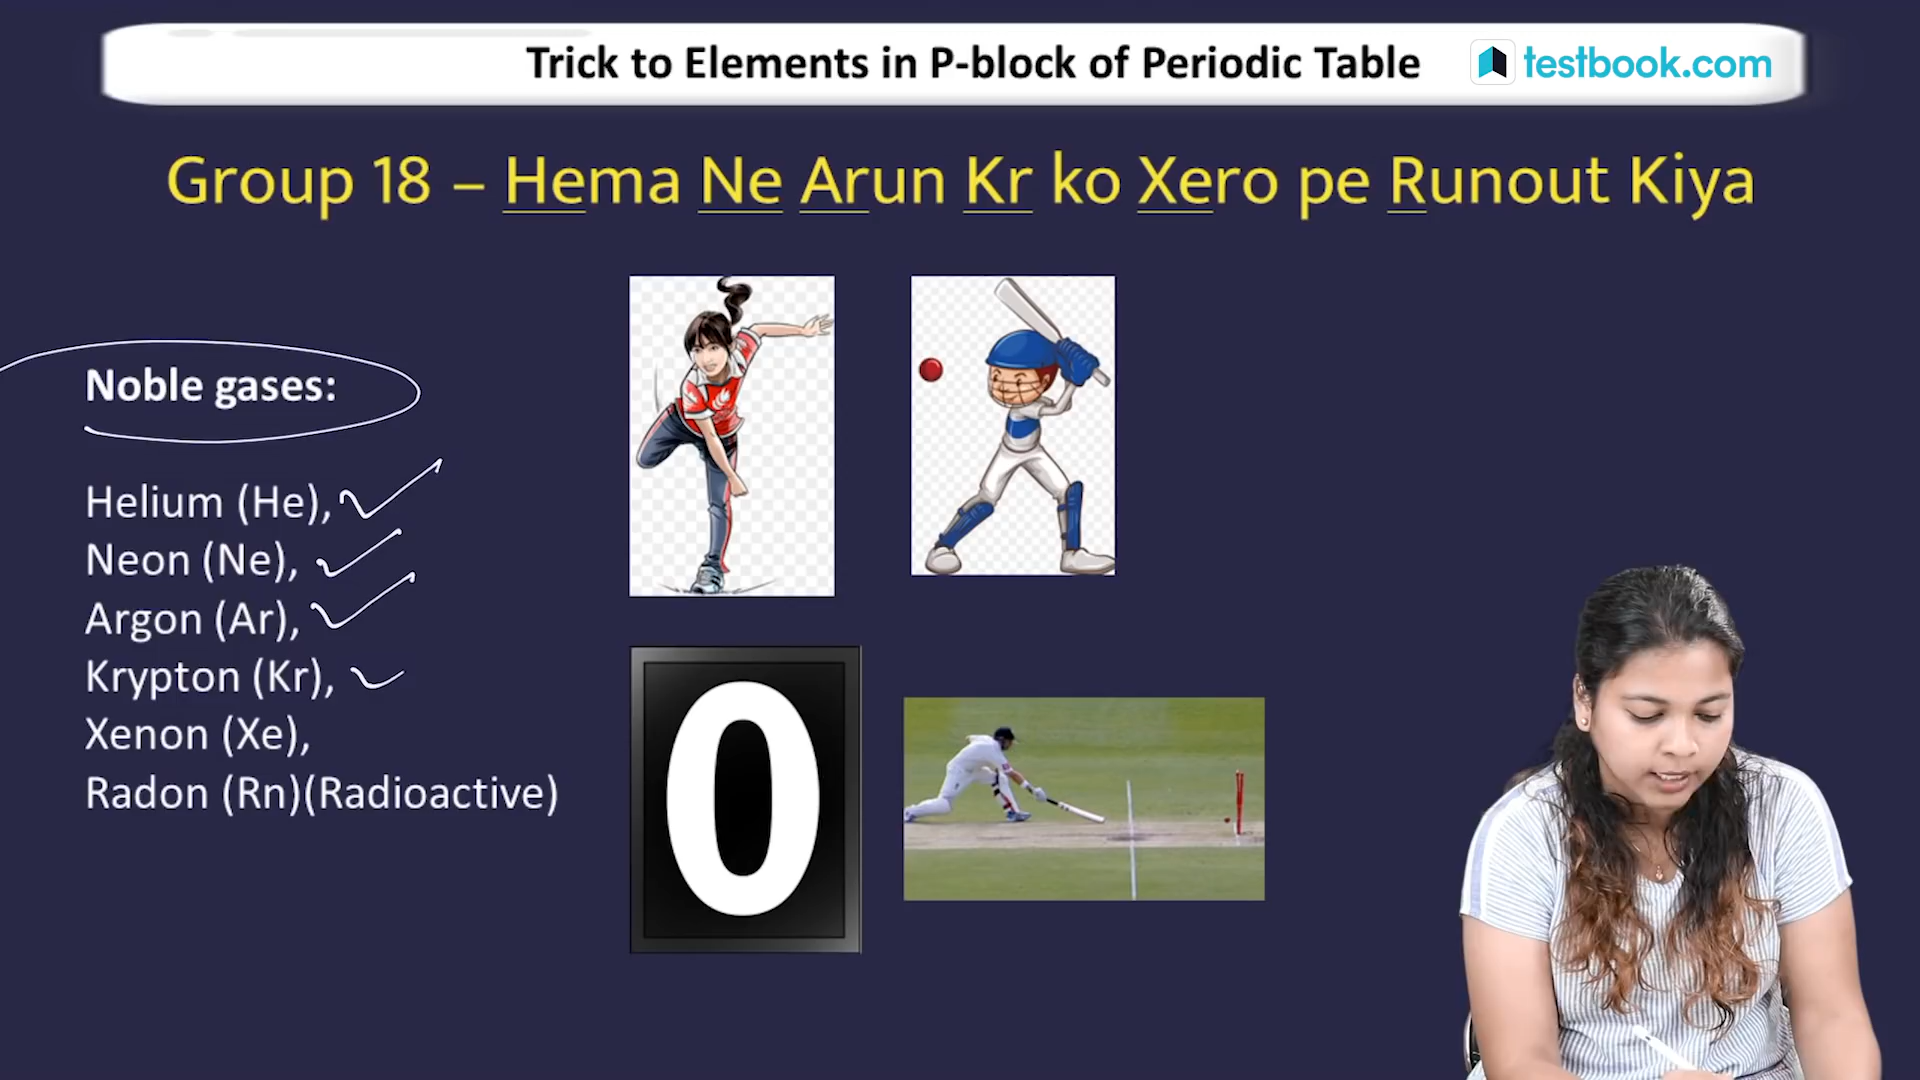 Trick to Elements in P-block of Periodic Table
testbook.com
Group 18 – Hema Ne Arun Kr ko Xero pe Runout Kiya
Noble gases:
Helium (He),
Neon (Ne),
Argon (Ar),
Krypton (Kr),
Xenon (Xe),
Radon (Rn)(Radioactive)
0